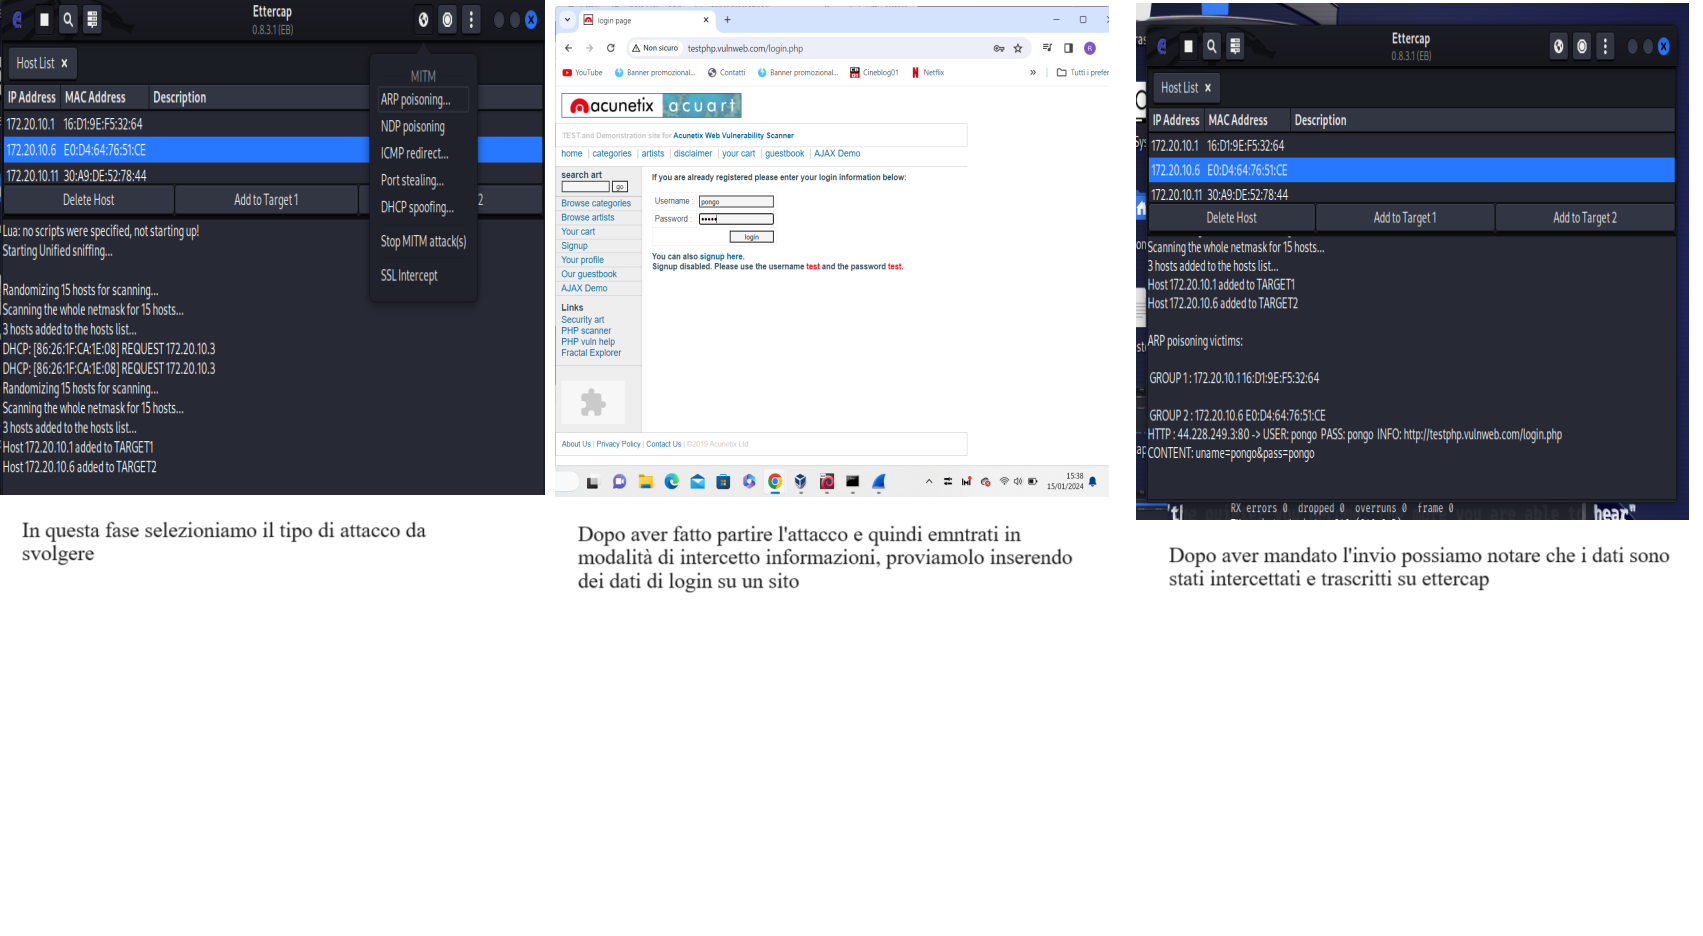 Ettercap
0.8.3.1 (EB)
Host List ×
IP Address MAC Address Description
172.20.10.1 16:D1:9E:F5:32:64
172.20.10.6 E0:D4:64:76:51:CE
172.20.10.11 30:A9:DE:52:78:44
Delete Host Add to Target 1 2
MITM
ARP poisoning...
NDP poisoning
ICMP redirect...
Port stealing...
DHCP spoofing...
Stop MITM attack(s)
SSL Intercept
Lua: no scripts were specified, not starting up!
Starting Unified sniffing...
Randomizing 15 hosts for scanning...
Scanning the whole netmask for 15 hosts...
3 hosts added to the hosts list...
DHCP: [86:26:1F:CA:1E:08] REQUEST 172.20.10.3
DHCP: [86:26:1F:CA:1E:08] REQUEST 172.20.10.3
Randomizing 15 hosts for scanning...
Scanning the whole netmask for 15 hosts...
3 hosts added to the hosts list...
Host 172.20.10.1 added to TARGET1
Host 172.20.10.6 added to TARGET2
In questa fase selezioniamo il tipo di attacco da
svolgere
login page
Non sicuro testphp.vulnweb.com/login.php
R
YouTube Banner promozional... Contatti Banner promozional... Cineblog01 Netflix » Tutti i prefer
acunetix acuart
TEST and Demonstration site for Acunetix Web Vulnerability Scanner
home | categories | artists | disclaimer | your cart | guestbook | AJAX Demo
search art
go
Browse categories
Browse artists
Your cart
Signup
Your profile
Our guestbook
AJAX Demo
Links
Security art
PHP scanner
PHP vuln help
Fractal Explorer
If you are already registered please enter your login information below:
Username : pongo
Password : •••••
login
You can also signup here.
Signup disabled. Please use the username test and the password test.
About Us | Privacy Policy | Contact Us | ©2019 Acunetix Ltd
15:38
15/01/2024
Dopo aver fatto partire l'attacco e quindi emntrati in
modalità di intercetto informazioni, proviamolo inserendo
dei dati di login su un sito
Ettercap
0.8.3.1 (EB)
Host List ×
IP Address MAC Address Description
172.20.10.1 16:D1:9E:F5:32:64
172.20.10.6 E0:D4:64:76:51:CE
172.20.10.11 30:A9:DE:52:78:44
Delete Host Add to Target 1 Add to Target 2
Scanning the whole netmask for 15 hosts...
3 hosts added to the hosts list...
Host 172.20.10.1 added to TARGET1
Host 172.20.10.6 added to TARGET2
ARP poisoning victims:
GROUP 1 : 172.20.10.1 16:D1:9E:F5:32:64
GROUP 2 : 172.20.10.6 E0:D4:64:76:51:CE
HTTP : 44.228.249.3:80 -> USER: pongo PASS: pongo INFO: http://testphp.vulnweb.com/login.php
CONTENT: uname=pongo&pass=pongo
RX errors 0 dropped 0 overruns 0 frame 0
you are able to hear"
Dopo aver mandato l'invio possiamo notare che i dati sono
stati intercettati e trascritti su ettercap